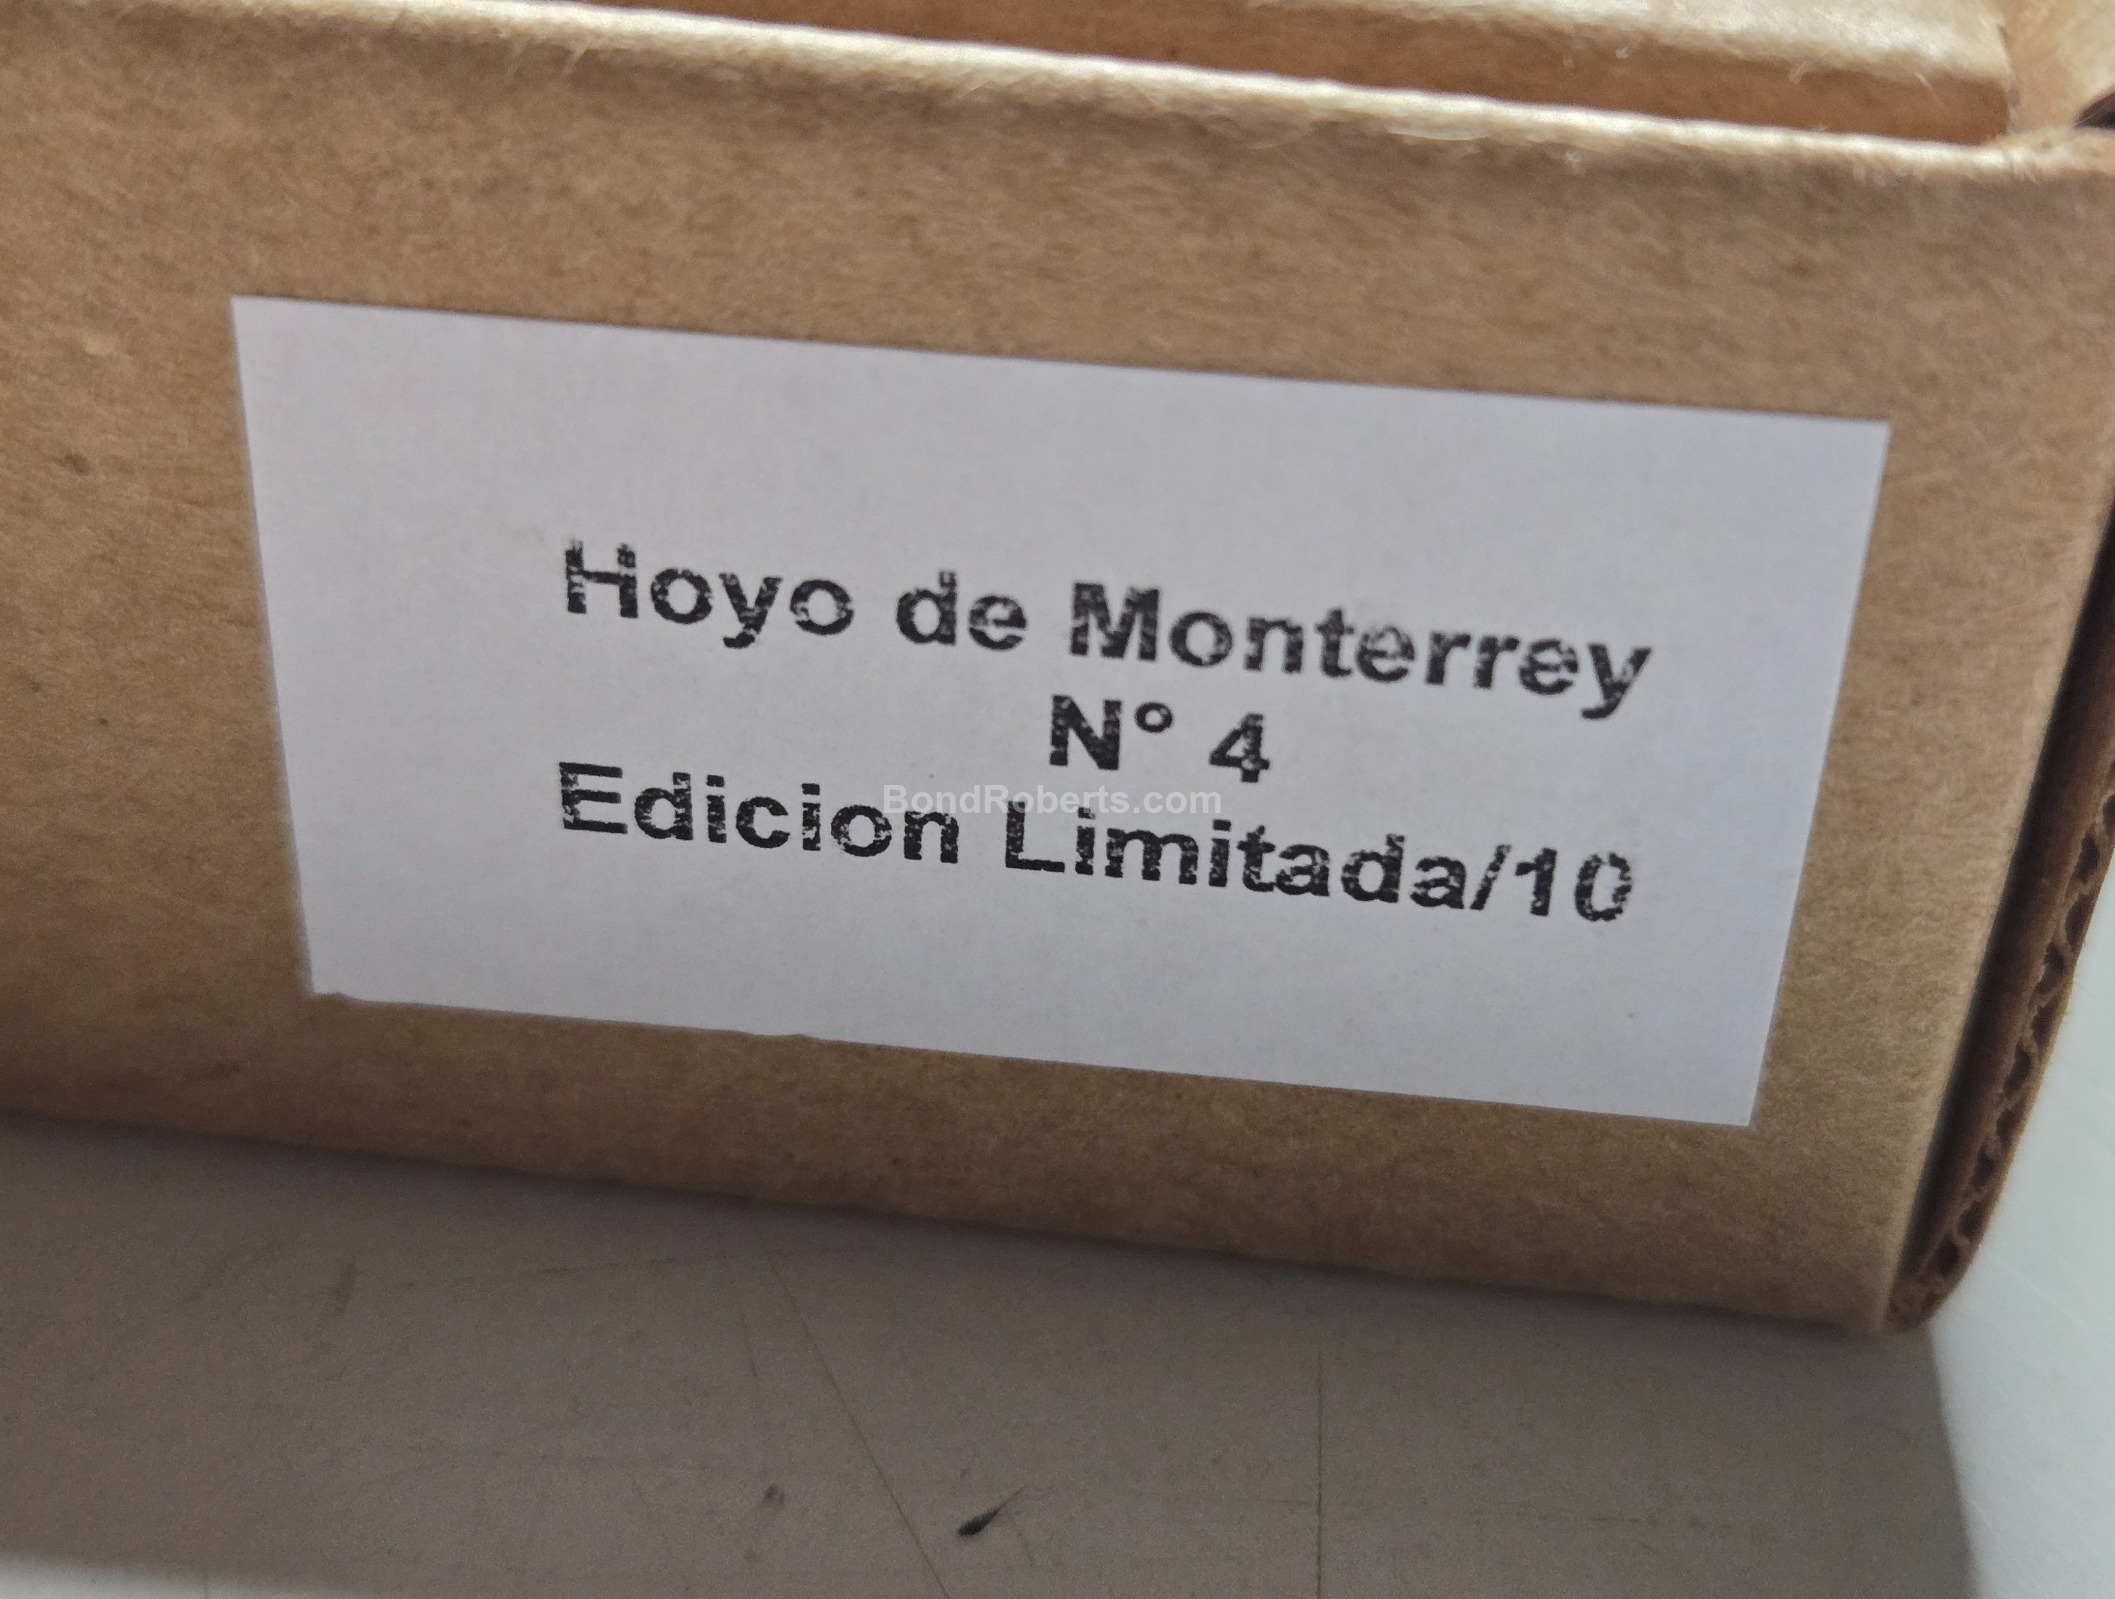 Hoyo de Monterrey
N° 4
BondRoberts.com
Edicion Limitada/10